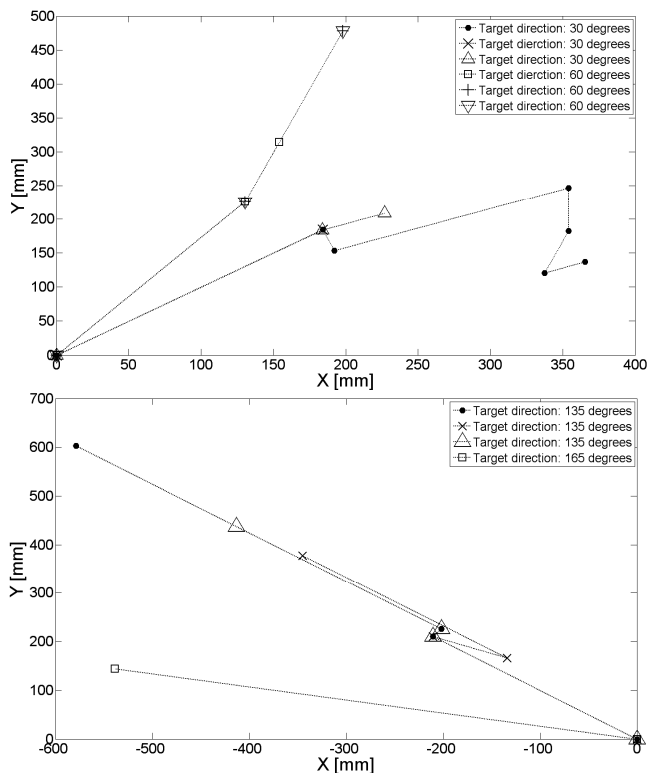 500
450
400
350
300
250
200
150
100
50
0
Y [mm]
Target direction: 30 degrees
Target direction: 30 degrees
Target direction: 30 degrees
Target direction: 60 degrees
Target direction: 60 degrees
Target direction: 60 degrees
0 50 100 150 200 250 300 350 400
X [mm]
700
600
500
400
300
200
100
0
Y [mm]
Target direction: 135 degrees
Target direction: 135 degrees
Target direction: 135 degrees
Target direction: 165 degrees
-600 -500 -400 -300 -200 -100 0
X [mm]